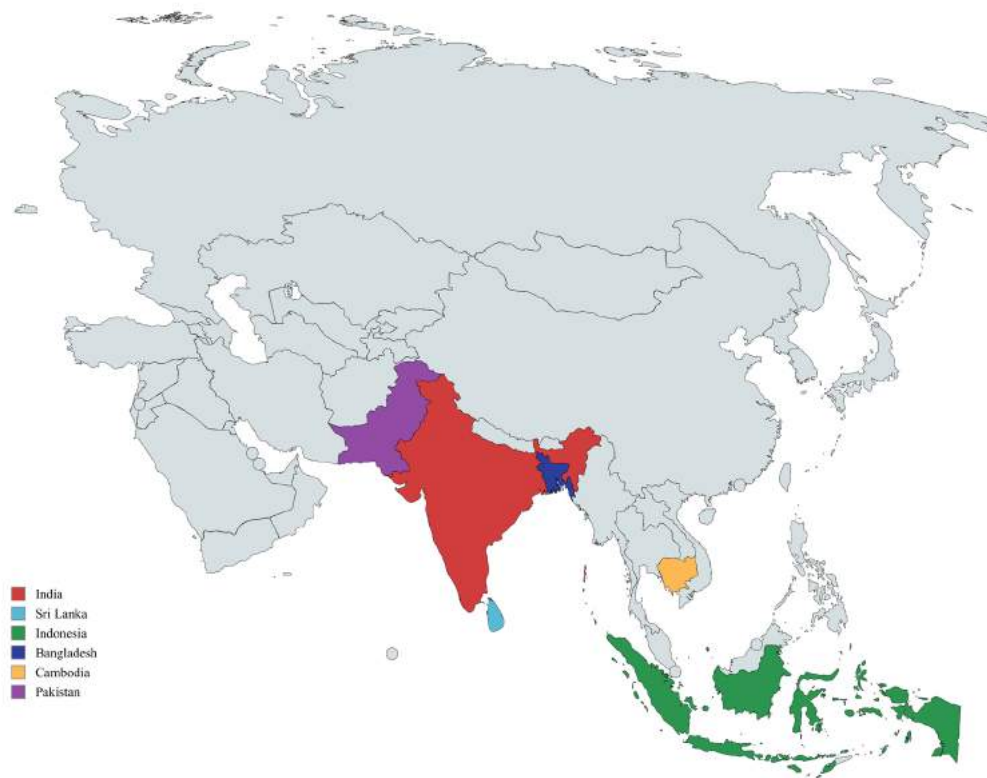 India
Sri Lanka
Indonesia
Bangladesh
Cambodia
Pakistan